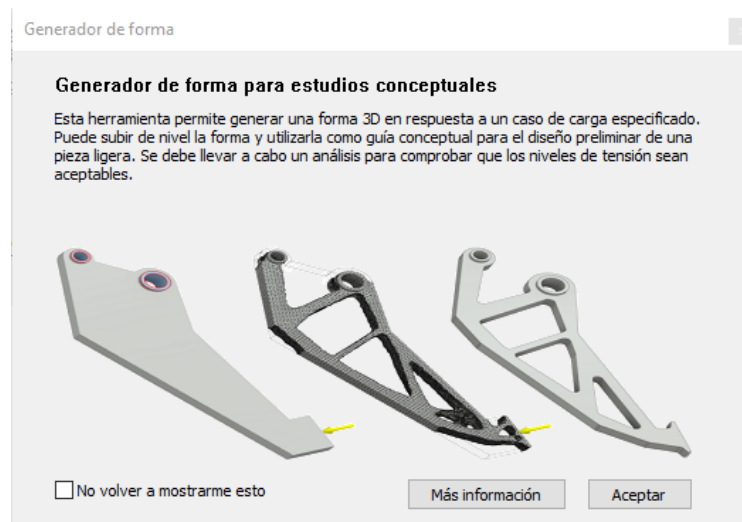 Generador de forma
Generador de forma para estudios conceptuales
Esta herramienta permite generar una forma 3D en respuesta a un caso de carga especificado.
Puede subir de nivel la forma y utilizarla como guía conceptual para el diseño preliminar de una
pieza ligera. Se debe llevar a cabo un análisis para comprobar que los niveles de tensión sean
aceptables.
No volver a mostrarme esto
Más información
Aceptar